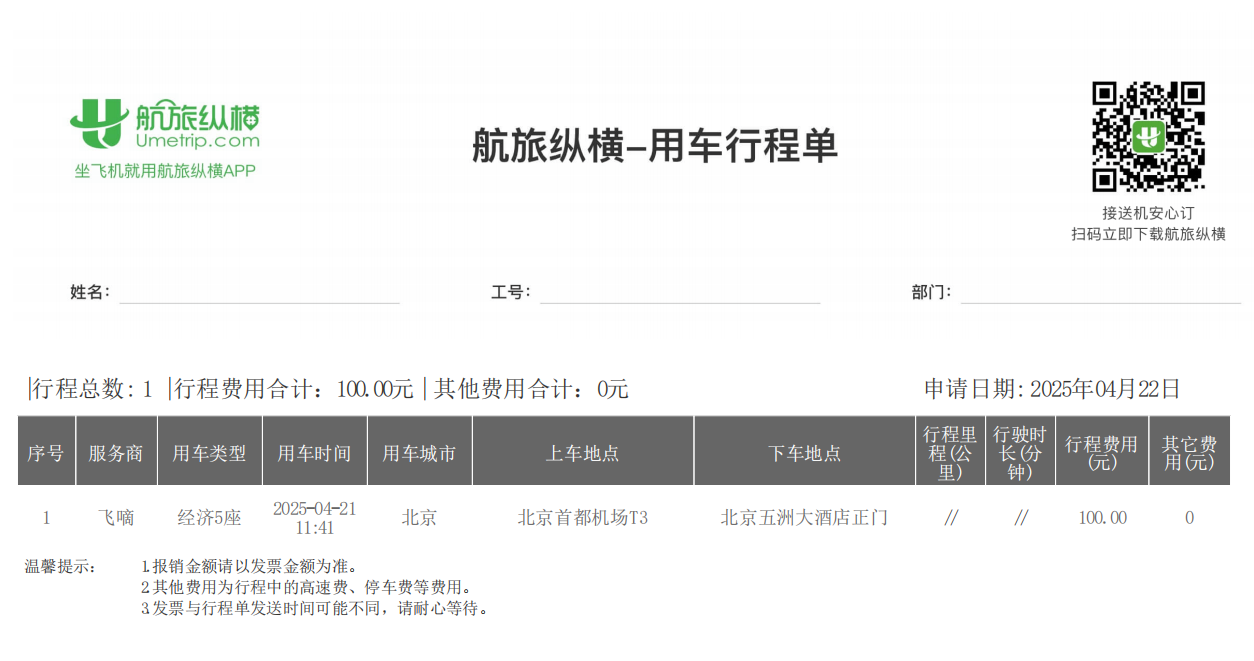 航旅纵横
Umetrip.com
坐飞机就用航旅纵横APP
航旅纵横-用车行程单
接送机安心订
扫码立即下载航旅纵横
姓名： 工号： 部门：
|行程总数: 1 |行程费用合计：100.00元 |其他费用合计：0元 申请日期: 2025年04月22日
序号 服务商 用车类型 用车时间 用车城市 上车地点 下车地点 行程里程(公里) 行驶时长(分钟) 行程费用(元) 其它费用(元)
1 飞嘀 经济5座 2025-04-21 11:41 北京 北京首都机场T3 北京五洲大酒店正门 // // 100.00 0
温馨提示： 1.报销金额请以发票金额为准。
2.其他费用为行程中的高速费、停车费等费用。
3.发票与行程单发送时间可能不同，请耐心等待。